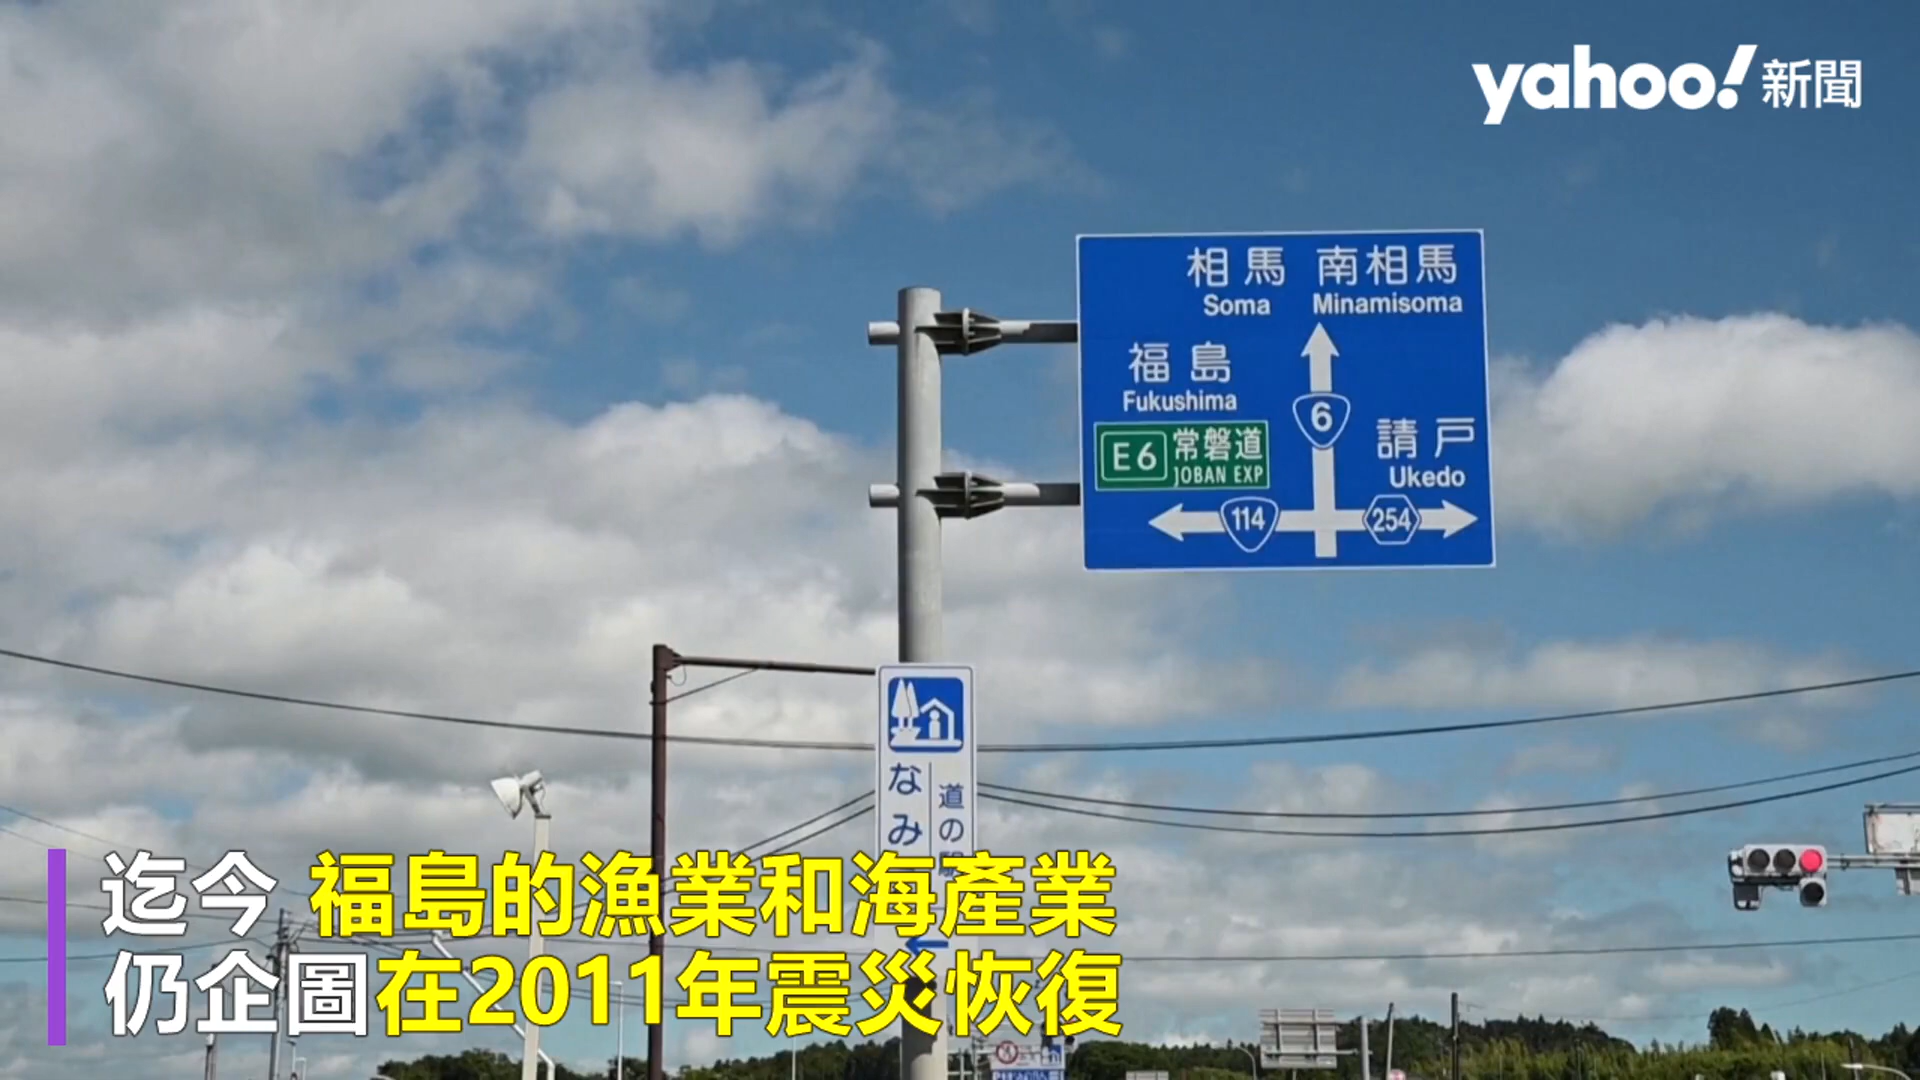 yahoo!新聞
相馬 南相馬
Soma Minamisoma
福島
Fukushima
6
E6 常磐道
JOBAN EXP
請戸
Ukedo
114
254
なみ
道の駅
迄今 福島的漁業和海產業
仍企圖在2011年震災恢復